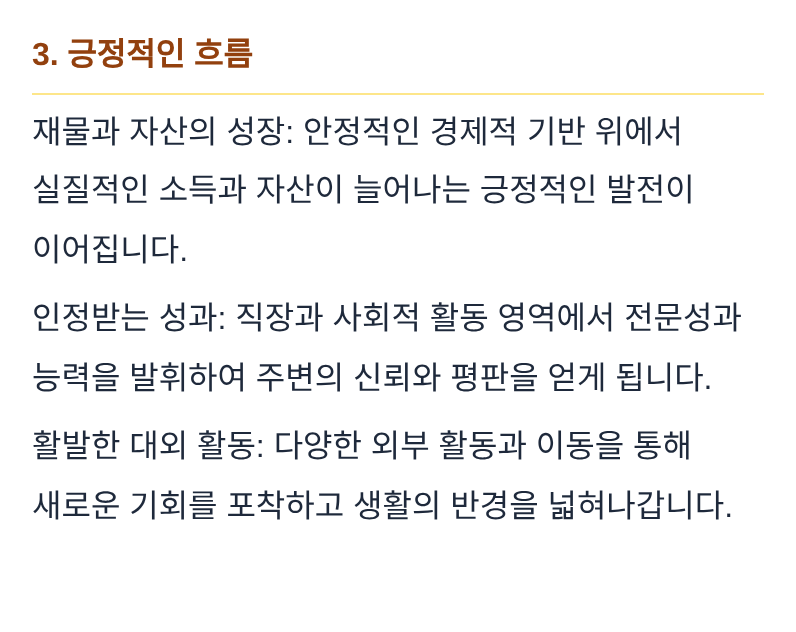 3. 긍정적인 흐름
재물과 자산의 성장: 안정적인 경제적 기반 위에서
실질적인 소득과 자산이 늘어나는 긍정적인 발전이
이어집니다.
인정받는 성과: 직장과 사회적 활동 영역에서 전문성과
능력을 발휘하여 주변의 신뢰와 평판을 얻게 됩니다.
활발한 대외 활동: 다양한 외부 활동과 이동을 통해
새로운 기회를 포착하고 생활의 반경을 넓혀나갑니다.